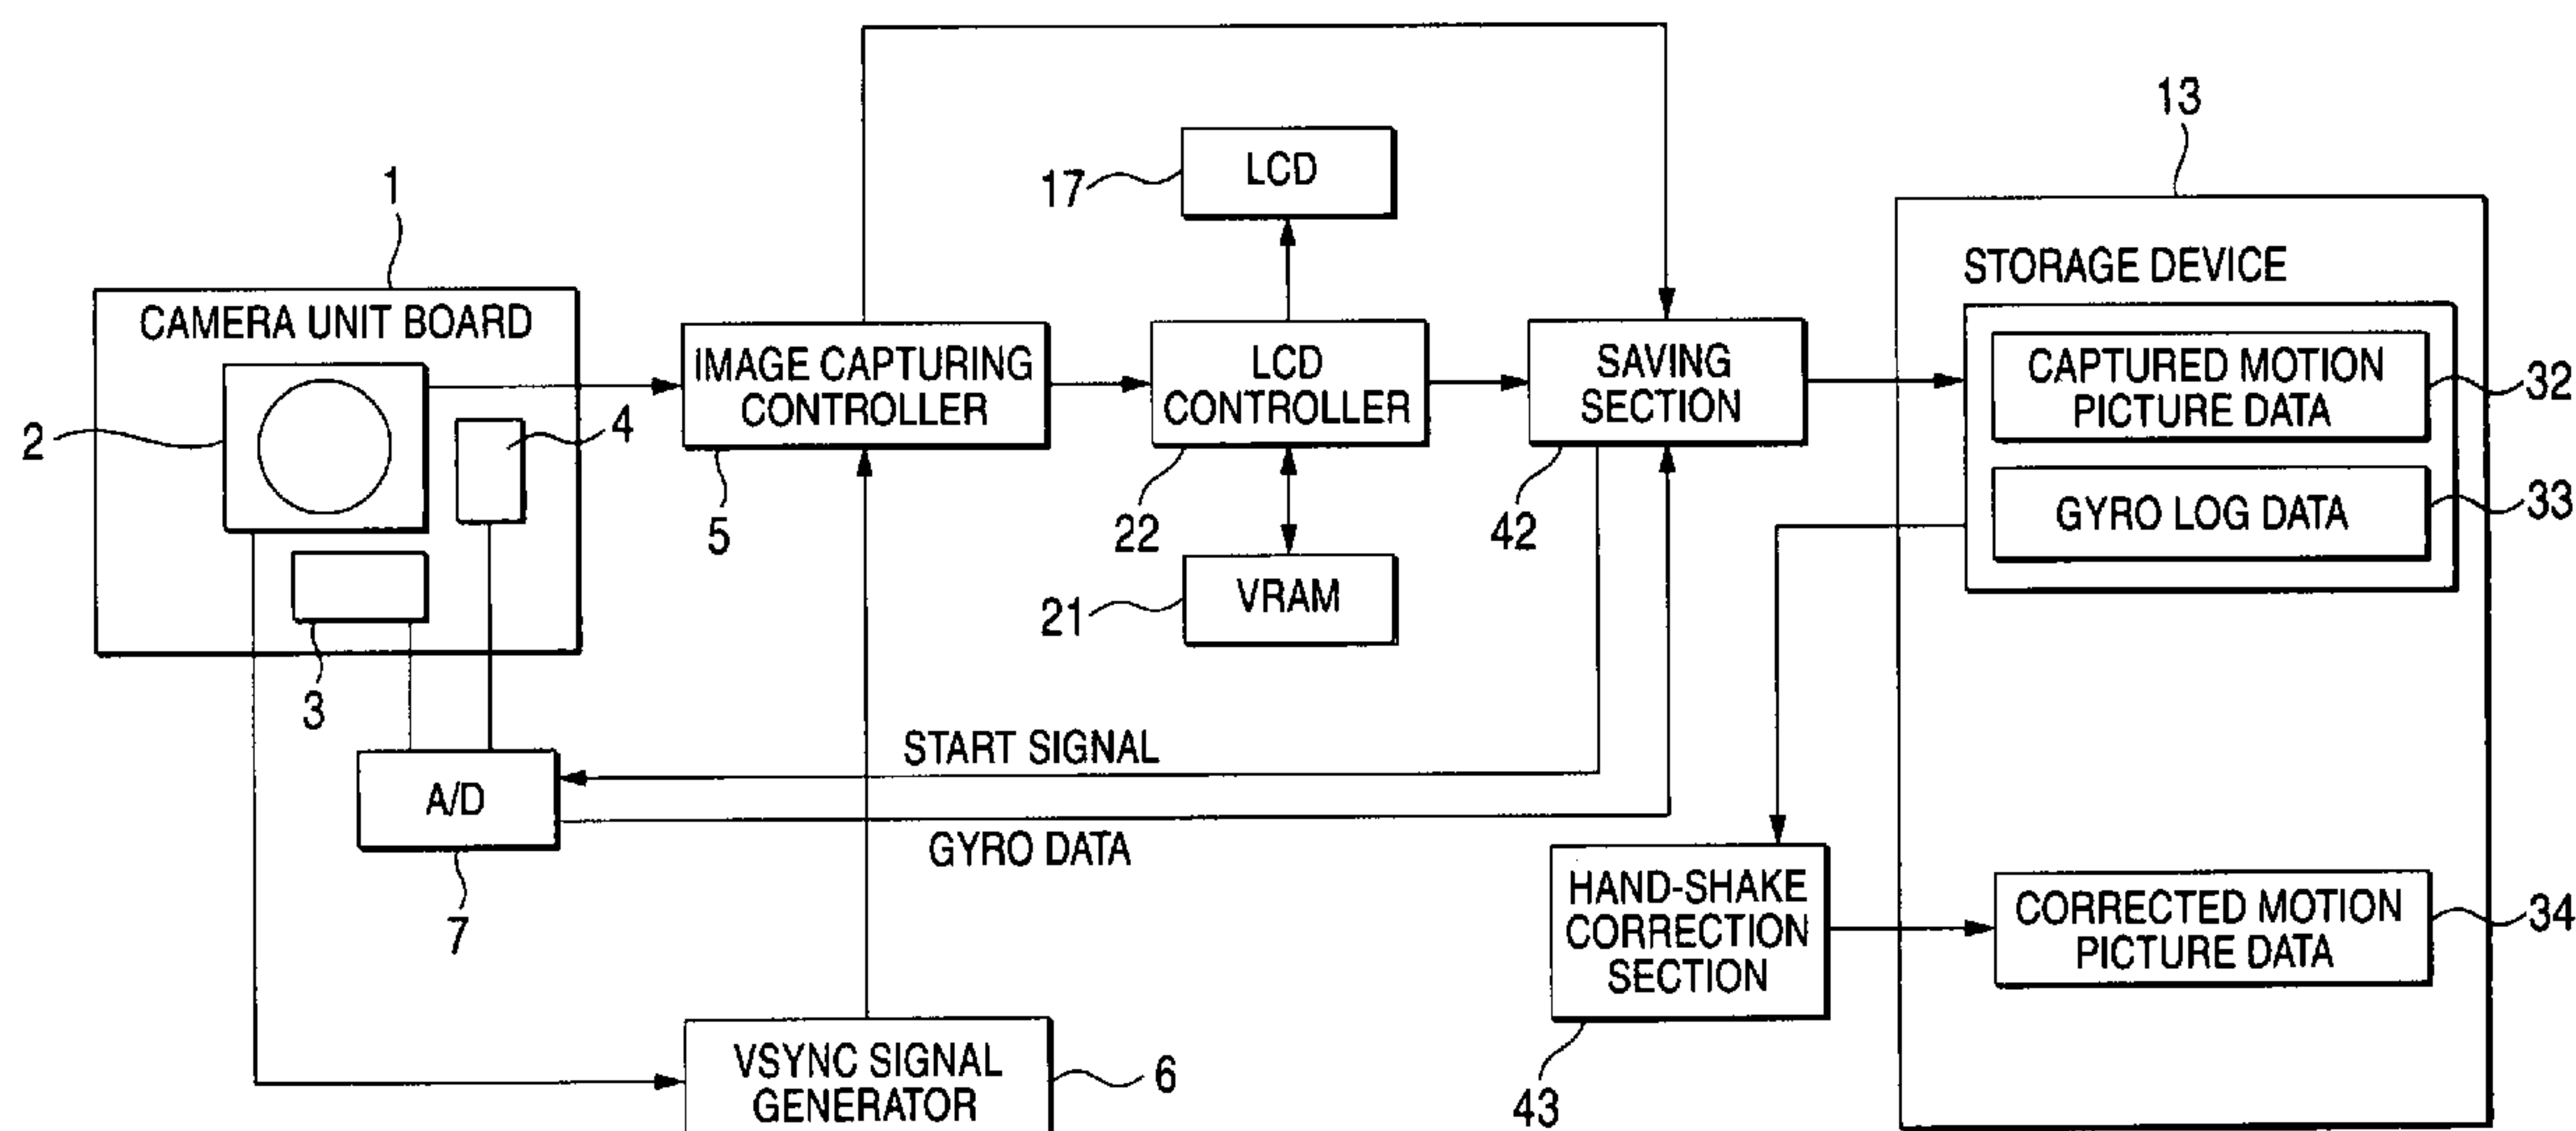 13
1
17
LCD
STORAGE DEVICE
CAMERA UNIT BOARD
IMAGE CAPTURING
CONTROLLER
LCD
CONTROLLER
SAVING
SECTION
CAPTURED MOTION
PICTURE DATA
32
2
4
5
22
42
GYRO LOG DATA
33
21
VRAM
3
START SIGNAL
A/D
GYRO DATA
7
HAND-SHAKE
CORRECTION
SECTION
CORRECTED MOTION
PICTURE DATA
34
VSYNC SIGNAL
GENERATOR
6
43